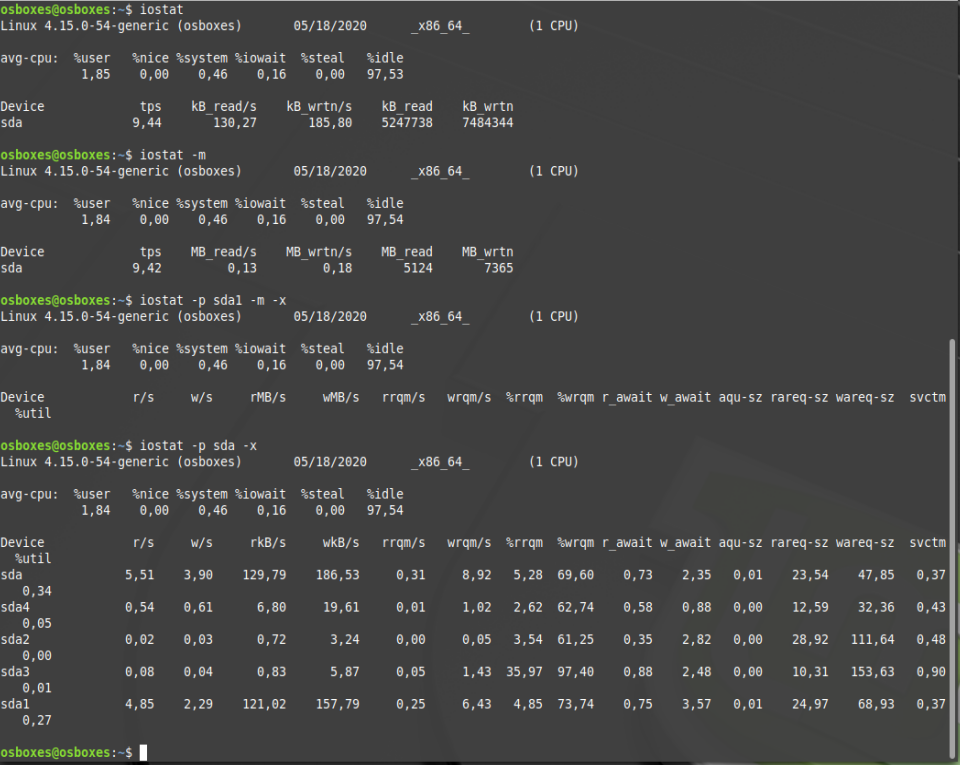 osboxes@osboxes:~$ iostat
Linux 4.15.0-54-generic (osboxes) 05/18/2020 _x86_64_ (1 CPU)
avg-cpu: %user %nice %system %iowait %steal %idle
1,85 0,00 0,46 0,16 0,00 97,53
Device tps kB_read/s kB_wrtn/s kB_read kB_wrtn
sda 9,44 130,27 185,80 5247738 7484344
osboxes@osboxes:~$ iostat -m
Linux 4.15.0-54-generic (osboxes) 05/18/2020 _x86_64_ (1 CPU)
avg-cpu: %user %nice %system %iowait %steal %idle
1,84 0,00 0,46 0,16 0,00 97,54
Device tps MB_read/s MB_wrtn/s MB_read MB_wrtn
sda 9,42 0,13 0,18 5124 7365
osboxes@osboxes:~$ iostat -p sda1 -m -x
Linux 4.15.0-54-generic (osboxes) 05/18/2020 _x86_64_ (1 CPU)
avg-cpu: %user %nice %system %iowait %steal %idle
1,84 0,00 0,46 0,16 0,00 97,54
Device r/s w/s rMB/s wMB/s rrqm/s wrqm/s %rrqm %wrqm r_await w_await aqu-sz rareq-sz wareq-sz svctm
%util
osboxes@osboxes:~$ iostat -p sda -x
Linux 4.15.0-54-generic (osboxes) 05/18/2020 _x86_64_ (1 CPU)
avg-cpu: %user %nice %system %iowait %steal %idle
1,84 0,00 0,46 0,16 0,00 97,54
Device r/s w/s rkB/s wkB/s rrqm/s wrqm/s %rrqm %wrqm r_await w_await aqu-sz rareq-sz wareq-sz svctm
%util
sda 5,51 3,90 129,79 186,53 0,31 8,92 5,28 69,60 0,73 2,35 0,01 23,54 47,85 0,37
0,34
sda4 0,54 0,61 6,80 19,61 0,01 1,02 2,62 62,74 0,58 0,88 0,00 12,59 32,36 0,43
0,05
sda2 0,02 0,03 0,72 3,24 0,00 0,05 3,54 61,25 0,35 2,82 0,00 28,92 111,64 0,48
0,00
sda3 0,08 0,04 0,83 5,87 0,05 1,43 35,97 97,40 0,88 2,48 0,00 10,31 153,63 0,90
0,01
sda1 4,85 2,29 121,02 157,79 0,25 6,43 4,85 73,74 0,75 3,57 0,01 24,97 68,93 0,37
0,27
osboxes@osboxes:~$